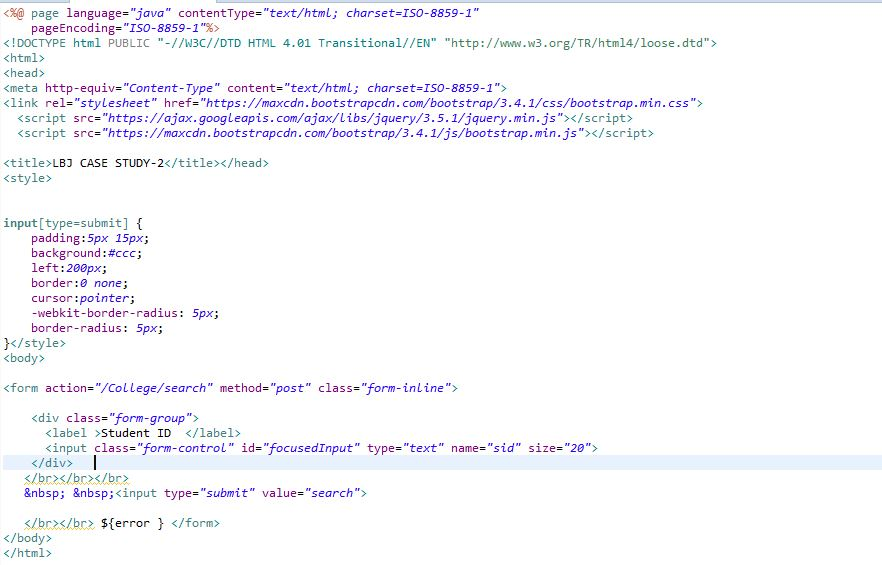 <%@ page language="java" contentType="text/html; charset=ISO-8859-1"
    pageEncoding="ISO-8859-1"%>
<!DOCTYPE html PUBLIC "-//W3C//DTD HTML 4.01 Transitional//EN" "http://www.w3.org/TR/html4/loose.dtd">
<html>
<head>
<meta http-equiv="Content-Type" content="text/html; charset=ISO-8859-1">
<link rel="stylesheet" href="https://maxcdn.bootstrapcdn.com/bootstrap/3.4.1/css/bootstrap.min.css">
  <script src="https://ajax.googleapis.com/ajax/libs/jquery/3.5.1/jquery.min.js"></script>
  <script src="https://maxcdn.bootstrapcdn.com/bootstrap/3.4.1/js/bootstrap.min.js"></script>
<title>LBJ CASE STUDY-2</title></head>
<style>
input[type=submit] {
    padding:5px 15px;
    background:#ccc;
    left:200px;
    border:0 none;
    cursor:pointer;
    -webkit-border-radius: 5px;
    border-radius: 5px;
}</style>
<body>
<form action="/College/search" method="post" class="form-inline">
    <div class="form-group">
      <label >Student ID  </label>
      <input class="form-control" id="focusedInput" type="text" name="sid" size="20">
    </div>
   </br></br></br>
   &nbsp; &nbsp;<input type="submit" value="search">
   </br></br> ${error } </form>
</body>
</html>